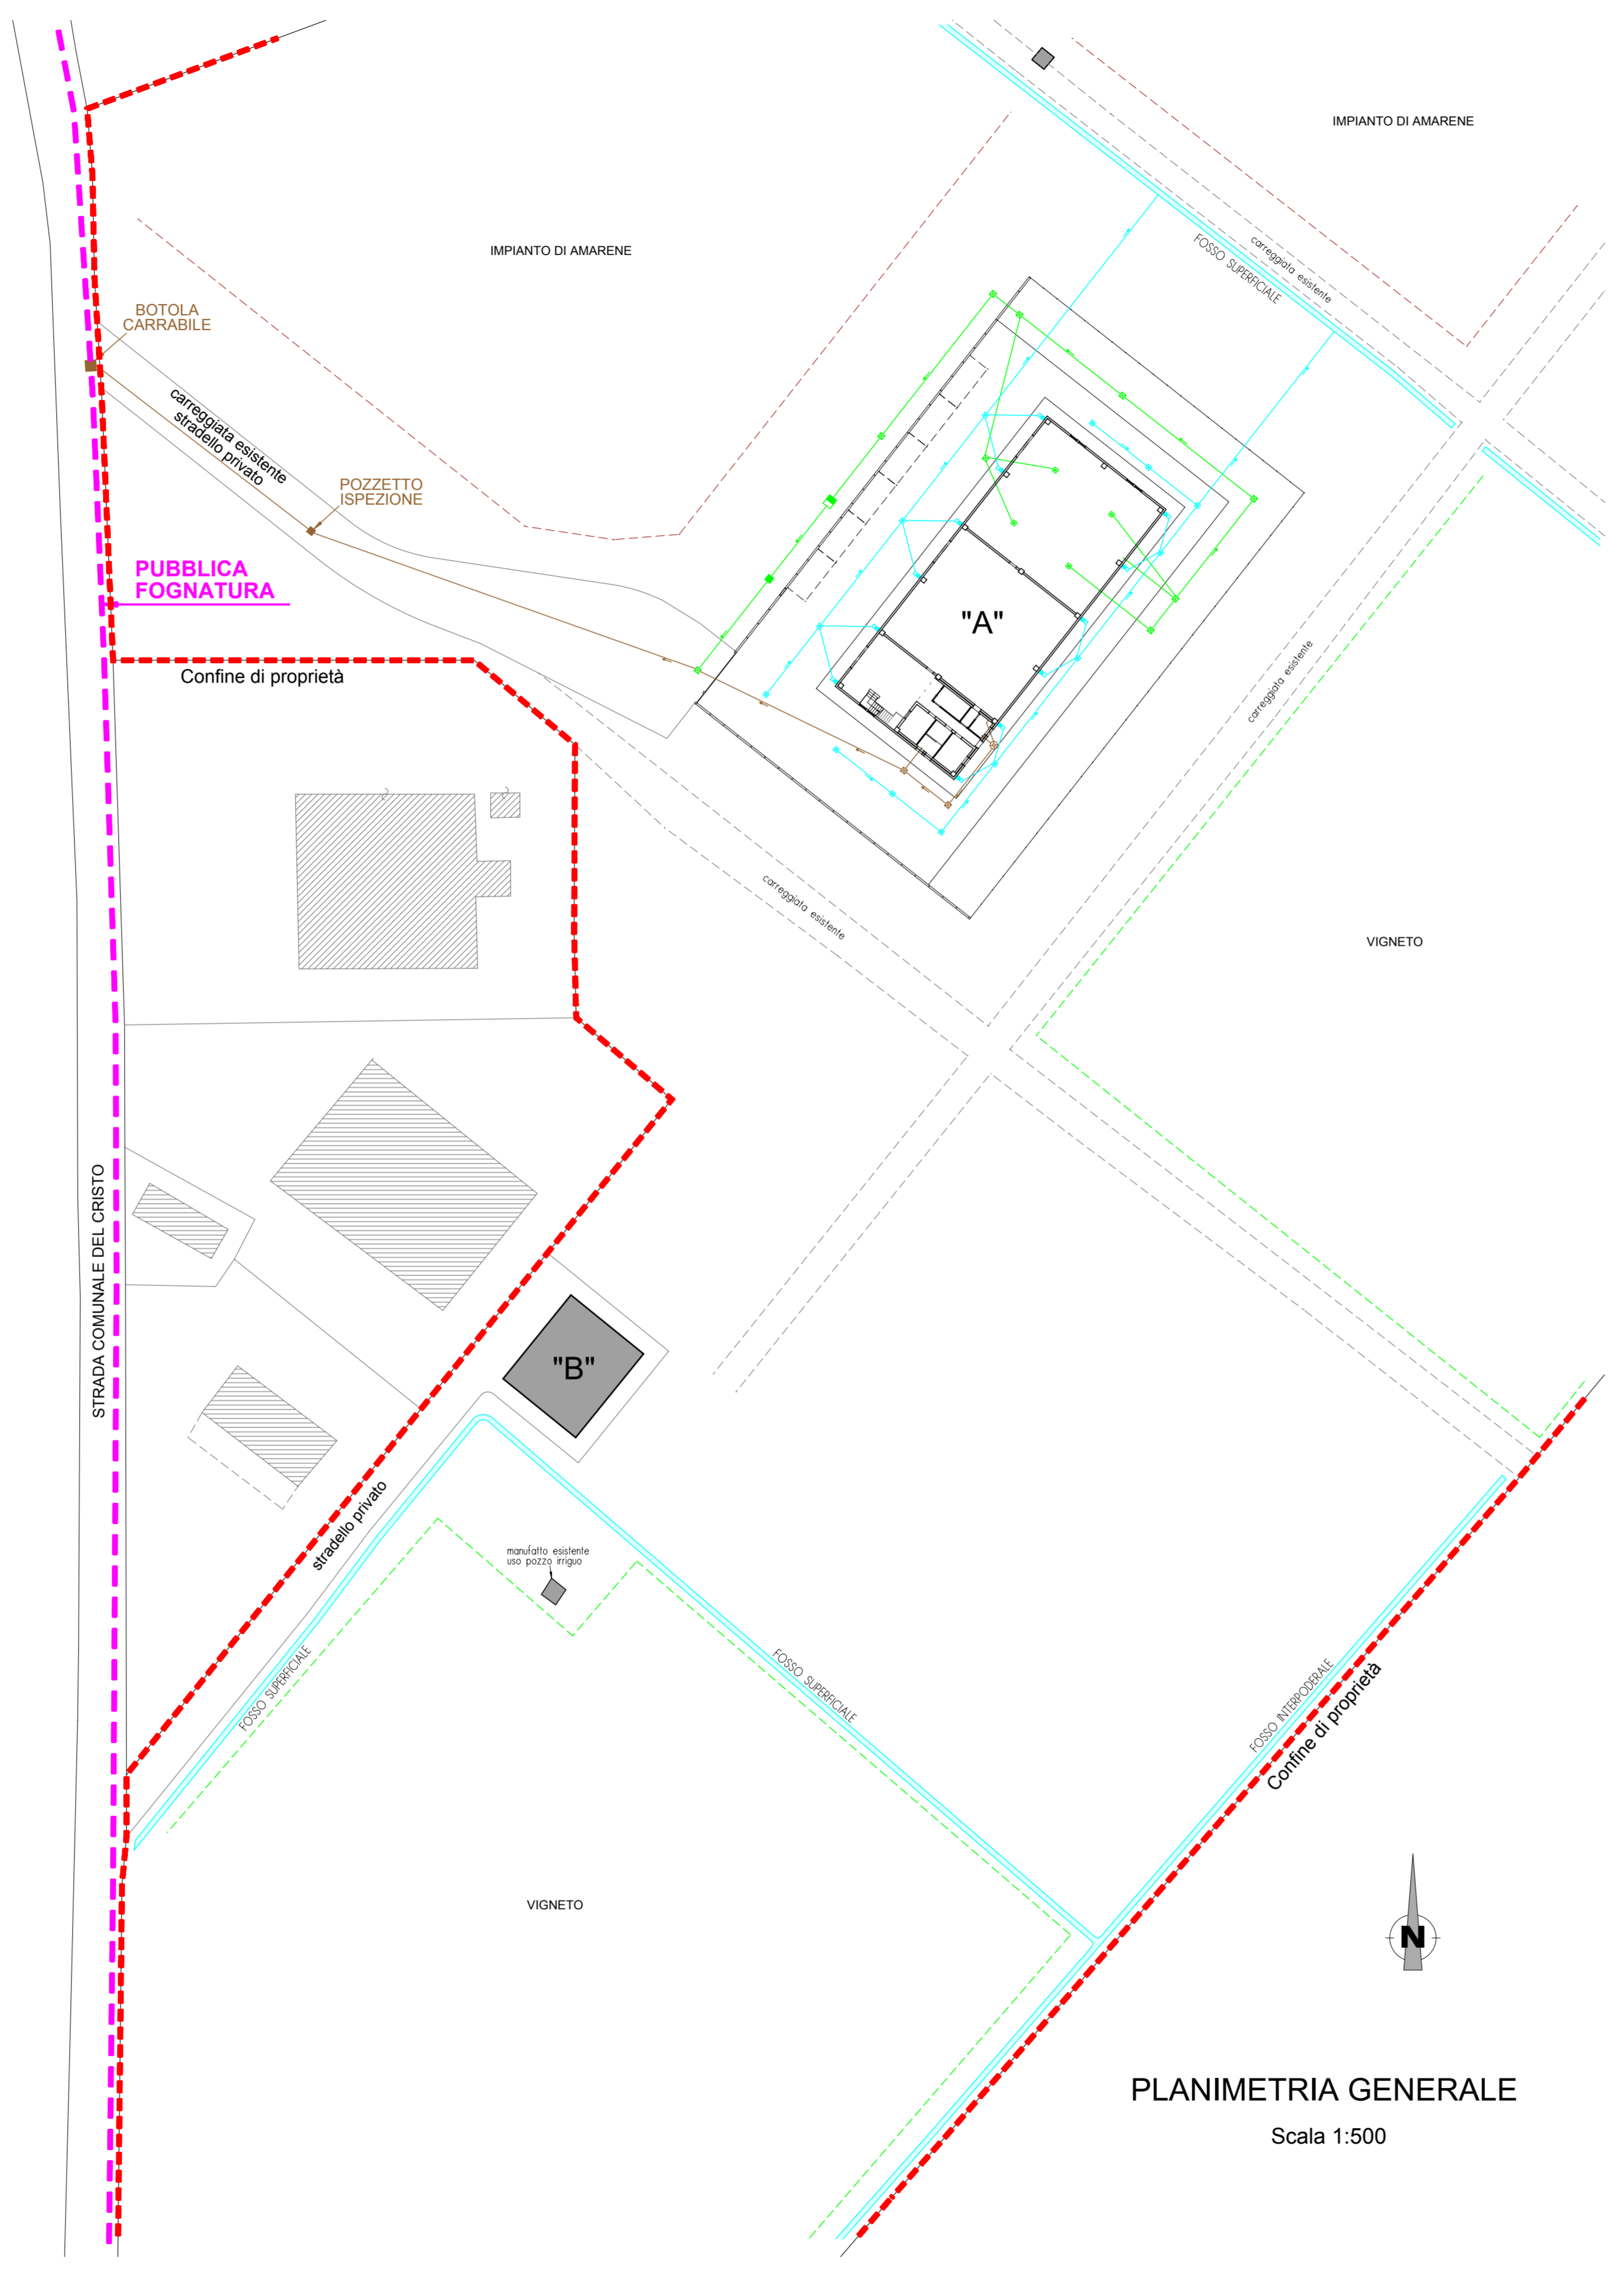 IMPIANTO DI AMARENE
IMPIANTO DI AMARENE
FOSSO SUPERFICIALE
carreggiata esistente
BOTOLA
CARRABILE
carreggiata esistente
stradello privato
POZZETTO
ISPEZIONE
PUBBLICA
FOGNATURA
"A"
Confine di proprietà
carreggiata esistente
carreggiata esistente
VIGNETO
STRADA COMUNALE DEL CRISTO
"B"
stradello privato
manufatto esistente
uso pozzo irriguo
FOSSO SUPERFICIALE
FOSSO SUPERFICIALE
FOSSO INTERPODERALE
Confine di proprietà
VIGNETO
N
PLANIMETRIA GENERALE
Scala 1:500